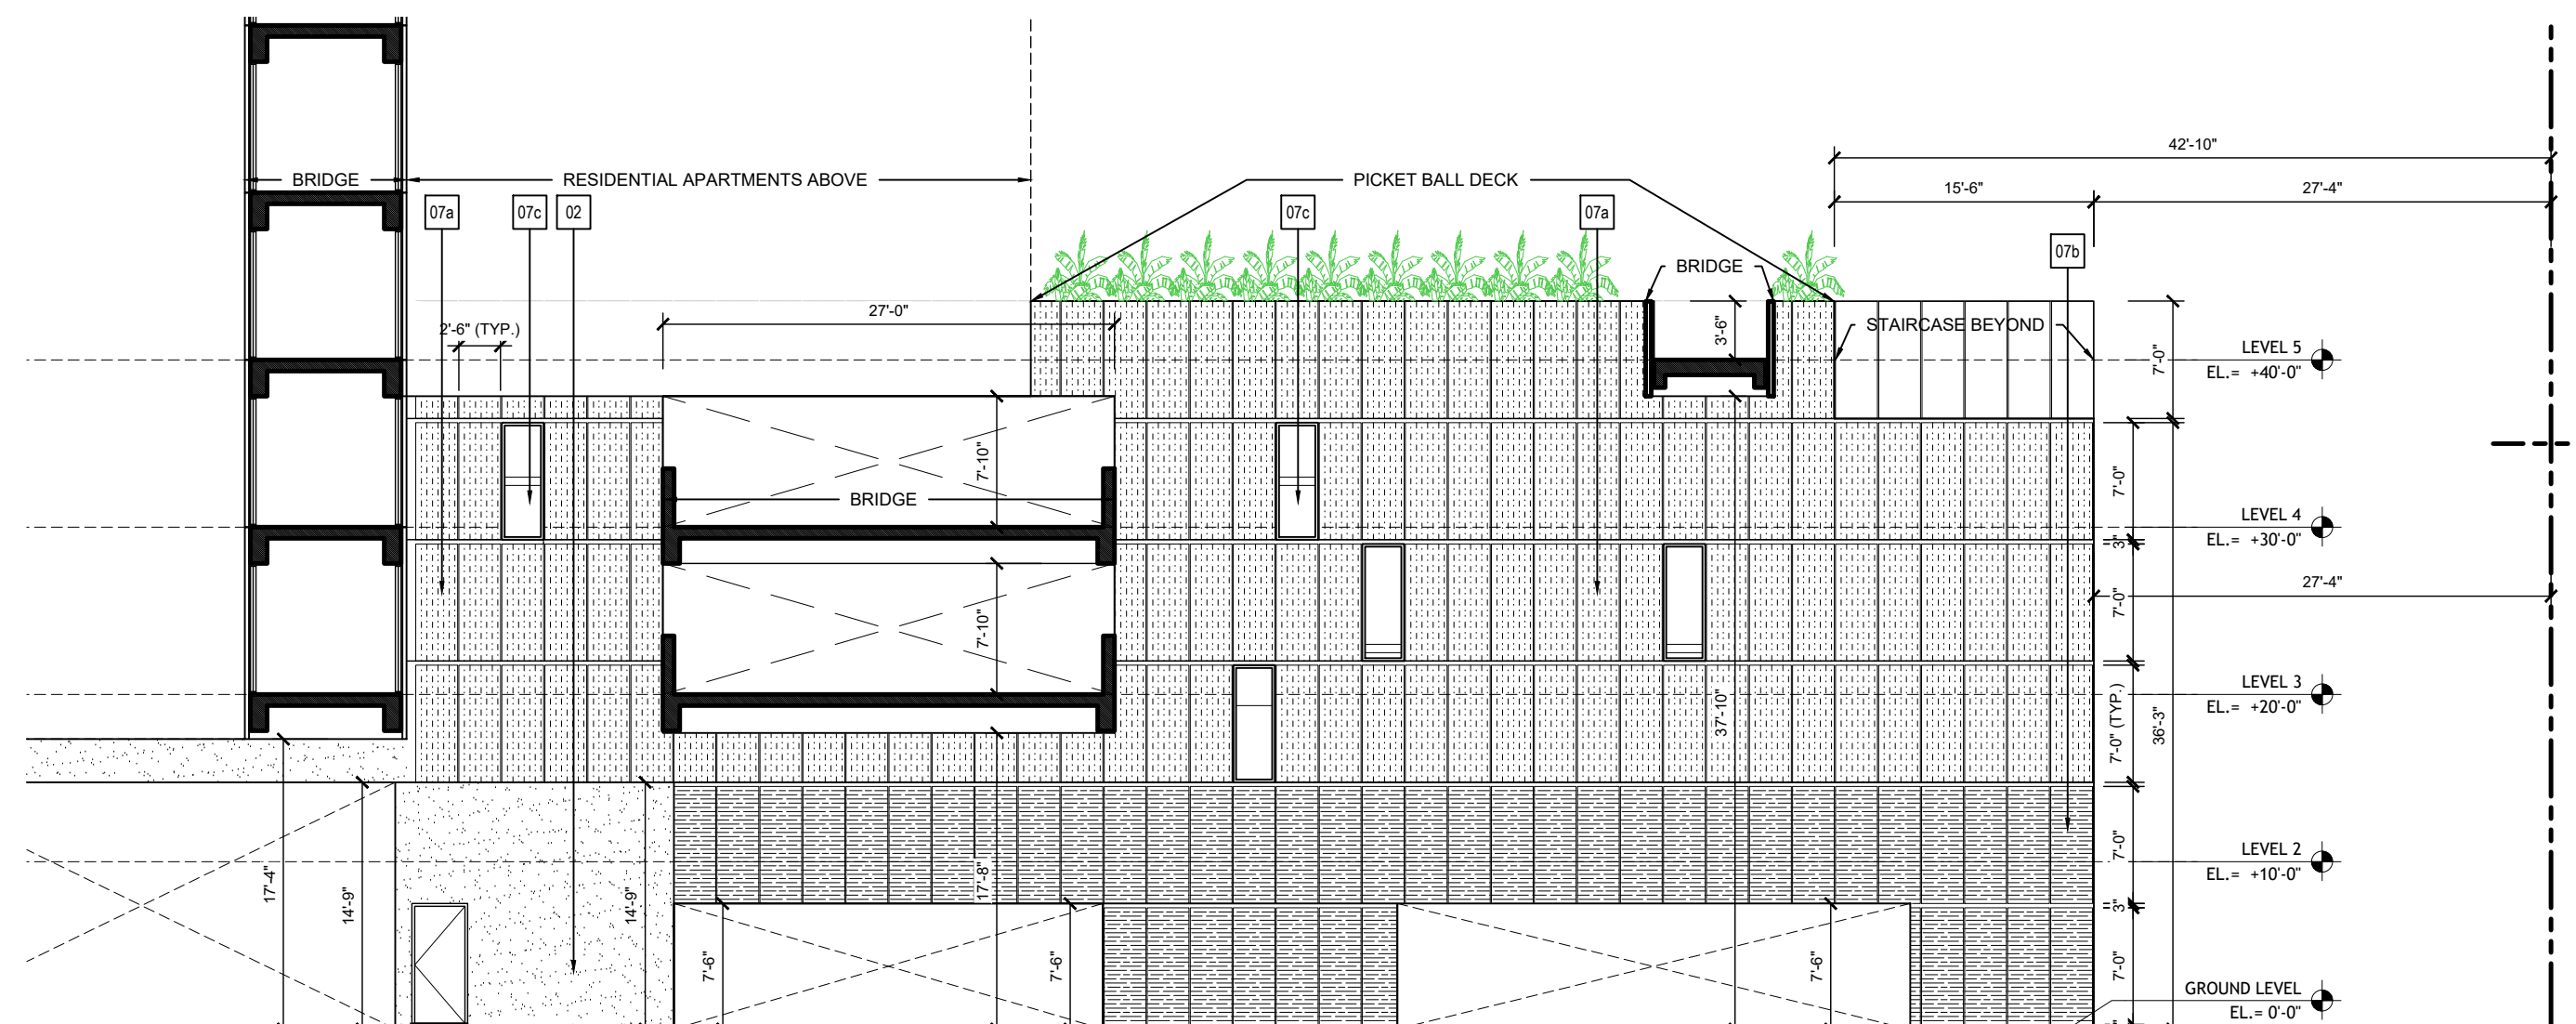 42'-10"
BRIDGE
RESIDENTIAL APARTMENTS ABOVE
PICKET BALL DECK
15'-6"
27'-4"
07a
07c
02
07c
07a
07b
BRIDGE
27'-0"
2'-6" (TYP.)
3'-6"
STAIRCASE BEYOND
7'-0"
LEVEL 5
EL.= +40'-0"
7'-10"
BRIDGE
7'-0"
LEVEL 4
EL.= +30'-0"
3"
7'-10"
7'-0"
27'-4"
LEVEL 3
EL.= +20'-0"
37'-10"
7'-0" (TYP.)
36'-3"
17'-4"
14'-9"
14'-9"
17'-8"
7'-0"
LEVEL 2
EL.= +10'-0"
3"
7'-6"
7'-6"
7'-6"
7'-0"
GROUND LEVEL
EL.= 0'-0"